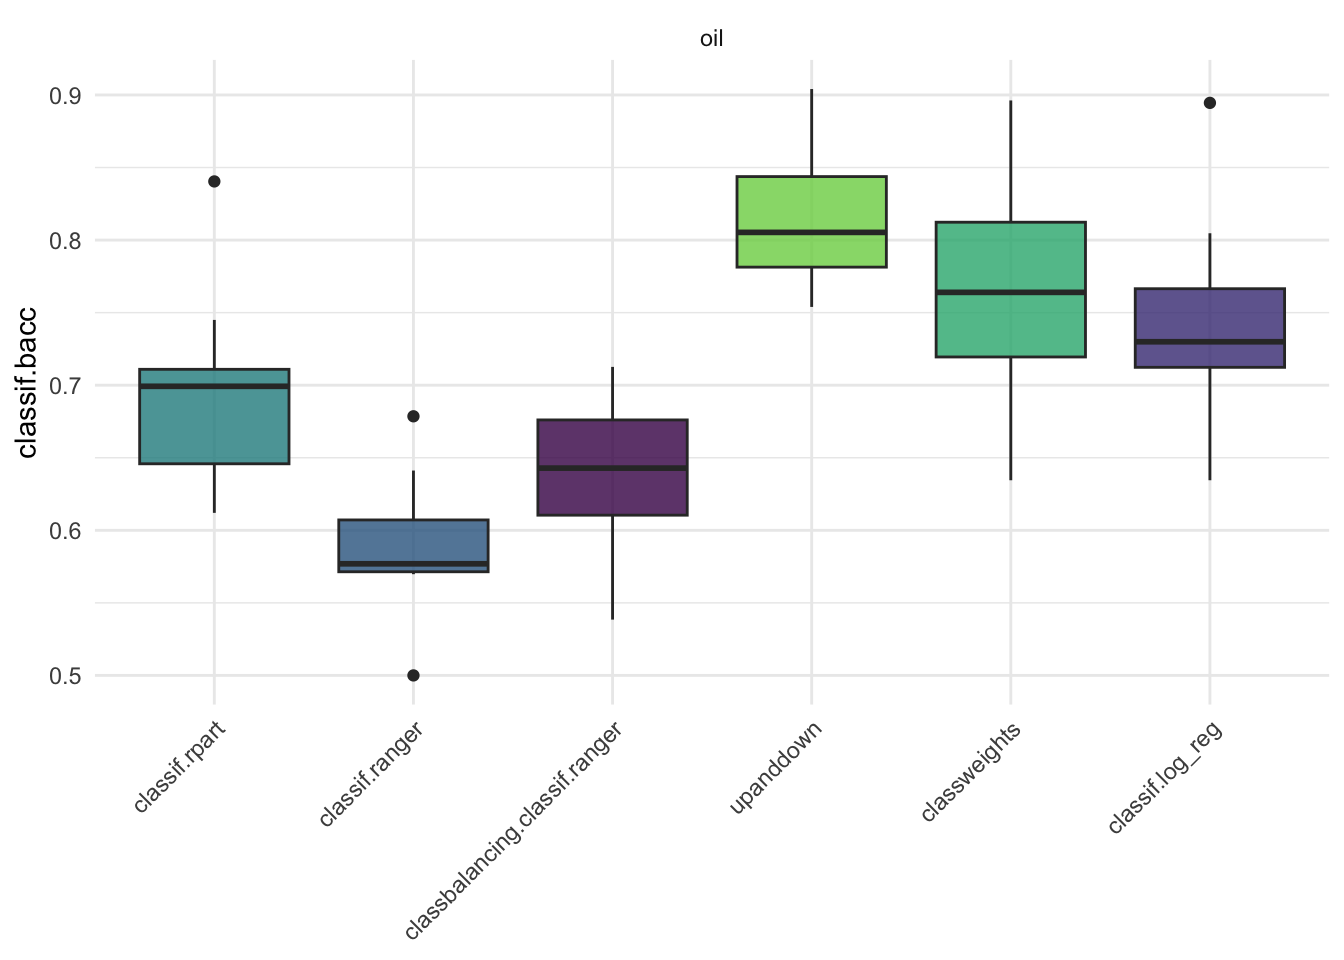 oil
classif.bacc
0.9
0.8
0.7
0.6
0.5
classif.rpart
classif.ranger
classbalancing.classif.ranger
upanddown
classweights
classif.log_reg